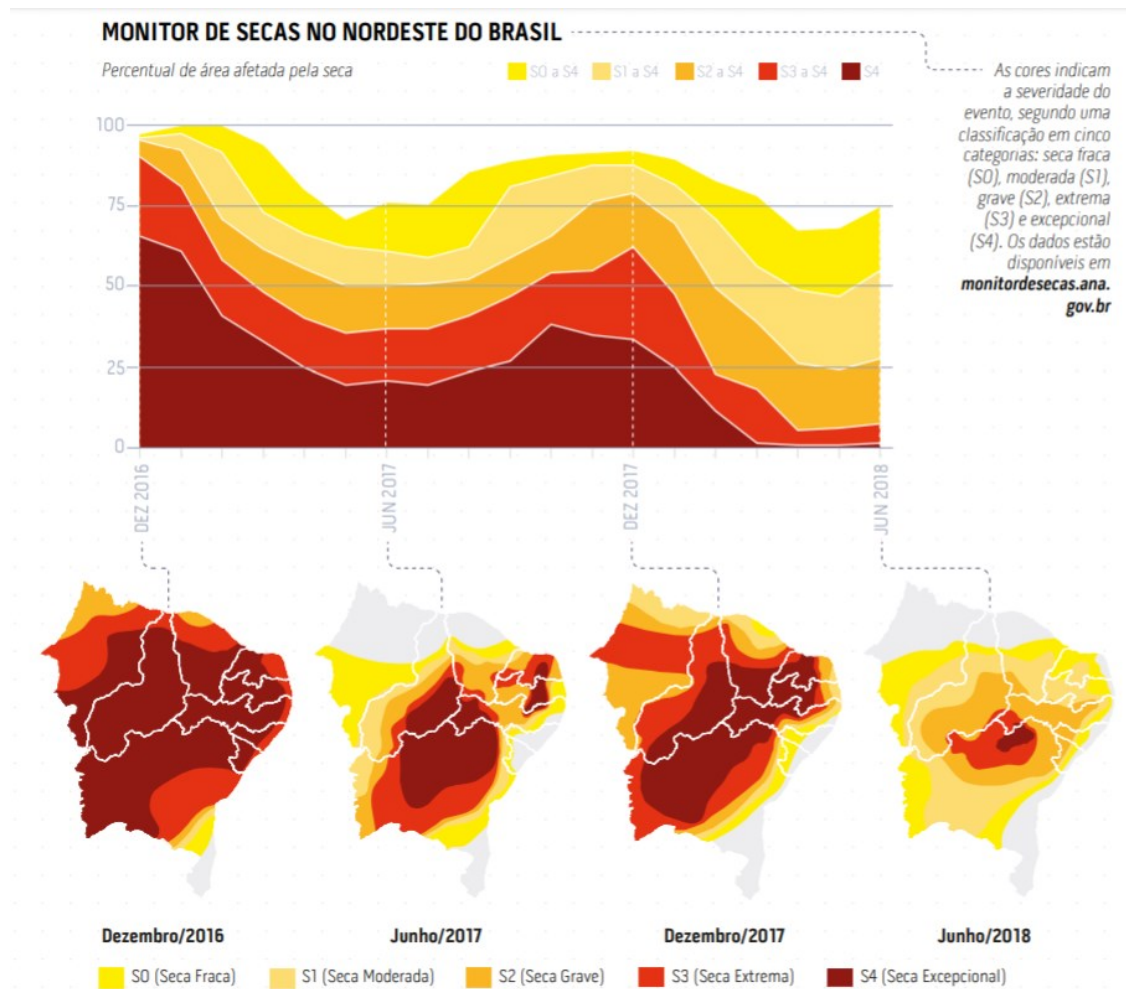 MONITOR DE SECAS NO NORDESTE DO BRASIL
Percentual de área afetada pela seca
S0 a S4
S1 a S4
S2 a S4
S3 a S4
S4
As cores indicam
a severidade do
evento, segundo uma
classificação em cinco
categorias: seca fraca
(S0), moderada (S1),
grave (S2), extrema
(S3) e excepcional
(S4). Os dados estão
disponíveis em
monitordesecas.ana.
gov.br
100
75
50
25
0
DEZ 2016
JUN 2017
DEZ 2017
JUN 2018
Dezembro/2016
Junho/2017
Dezembro/2017
Junho/2018
S0 (Seca Fraca)
S1 (Seca Moderada)
S2 (Seca Grave)
S3 (Seca Extrema)
S4 (Seca Excepcional)